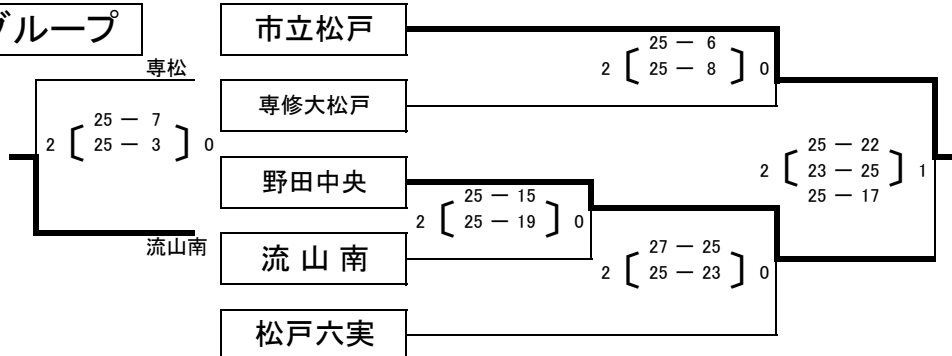 ブループ
専松
25 － 7
2 〔 25 － 3 〕 0
流山南
市立松戸
専修大松戸
野田中央
流 山 南
松戸六実
25 － 6
2 〔 25 － 8 〕 0
25 － 15
2 〔 25 － 19 〕 0
27 － 25
2 〔 25 － 23 〕 0
25 － 22
2 〔 23 － 25 〕 1
25 － 17